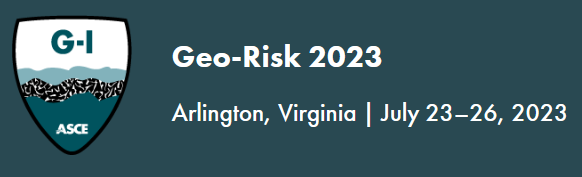 G-I
ASCE
Geo-Risk 2023
Arlington, Virginia | July 23–26, 2023